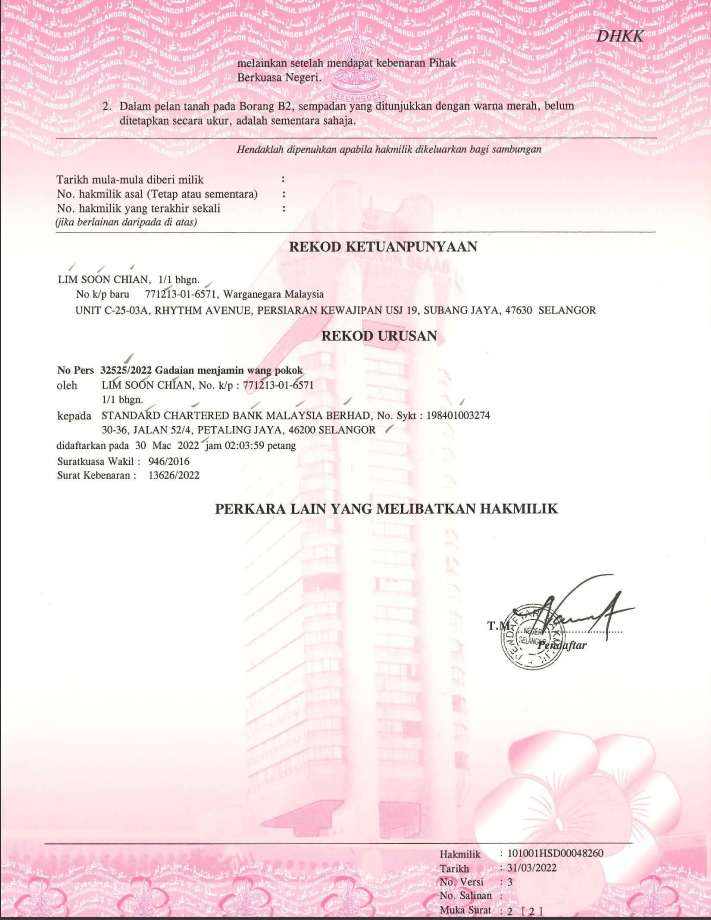 DHKK
melainkan setelah mendapat kebenaran Pihak
Berkuasa Negeri.
2. Dalam pelan tanah pada Borang B2, sempadan yang ditunjukkan dengan warna merah, belum
ditetapkan secara ukur, adalah sementara sahaja.
Hendaklah dipenuhkan apabila hakmilik dikeluarkan bagi sambungan
Tarikh mula-mula diberi milik :
No. hakmilik asal (Tetap atau sementara) :
No. hakmilik yang terakhir sekali :
(jika berlainan daripada di atas)
REKOD KETUANPUNYAAN
LIM SOON CHIAN, 1/1 bhgn.
No k/p baru 771213-01-6571, Warganegara Malaysia
UNIT C-25-03A, RHYTHM AVENUE, PERSIARAN KEWAJIPAN USJ 19, SUBANG JAYA, 47630 SELANGOR
REKOD URUSAN
No Pers 32525/2022 Gadaian menjamin wang pokok
oleh LIM SOON CHIAN, No. k/p : 771213-01-6571
1/1 bhgn.
kepada STANDARD CHARTERED BANK MALAYSIA BERHAD, No. Sykt : 198401003274
30-36, JALAN 52/4, PETALING JAYA, 46200 SELANGOR
didaftarkan pada 30 Mac 2022 jam 02:03:59 petang
Suratkuasa Wakil : 946/2016
Surat Kebenaran : 13626/2022
PERKARA LAIN YANG MELIBATKAN HAKMILIK
T.M.
PENDAFTAR HAKMILIK
NEGERI
SELANGOR
Pendaftar
Hakmilik : 101001HSD00048260
Tarikh : 31/03/2022
No. Versi : 3
No. Salinan :
Muka Surat : 2 [ 2 ]